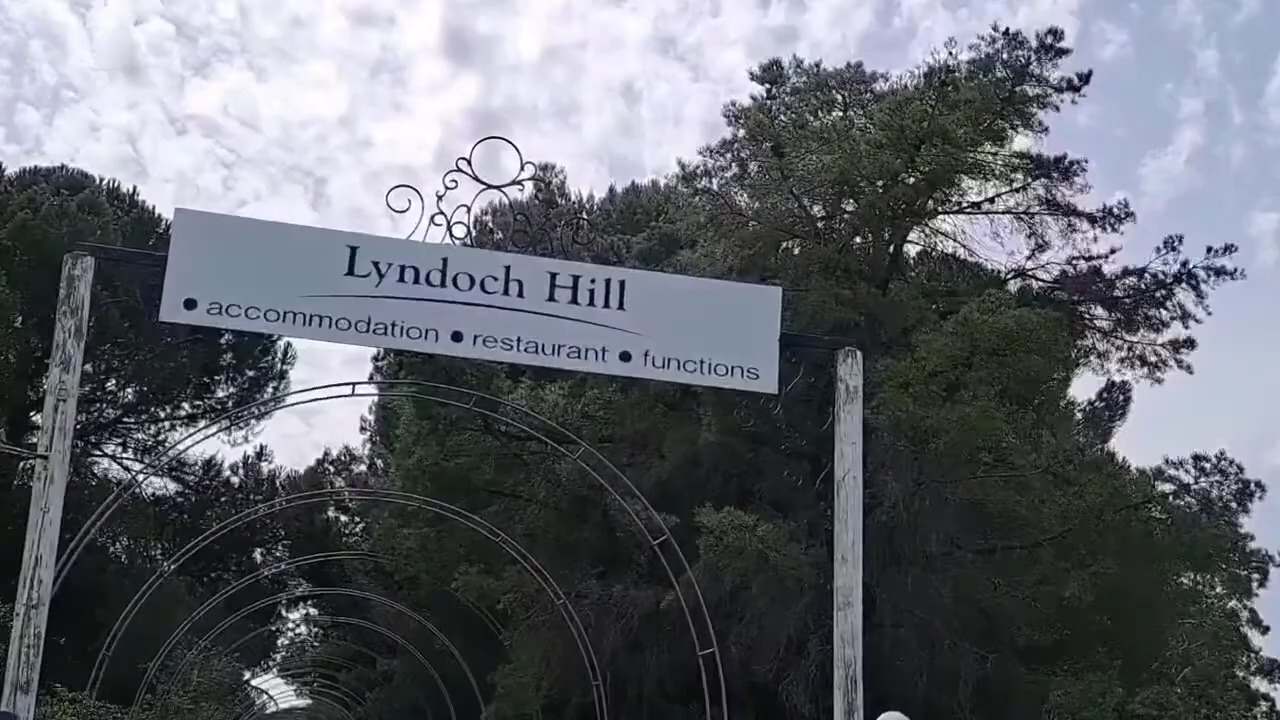 Lyndoch Hill
● accommodation ● restaurant ● functions